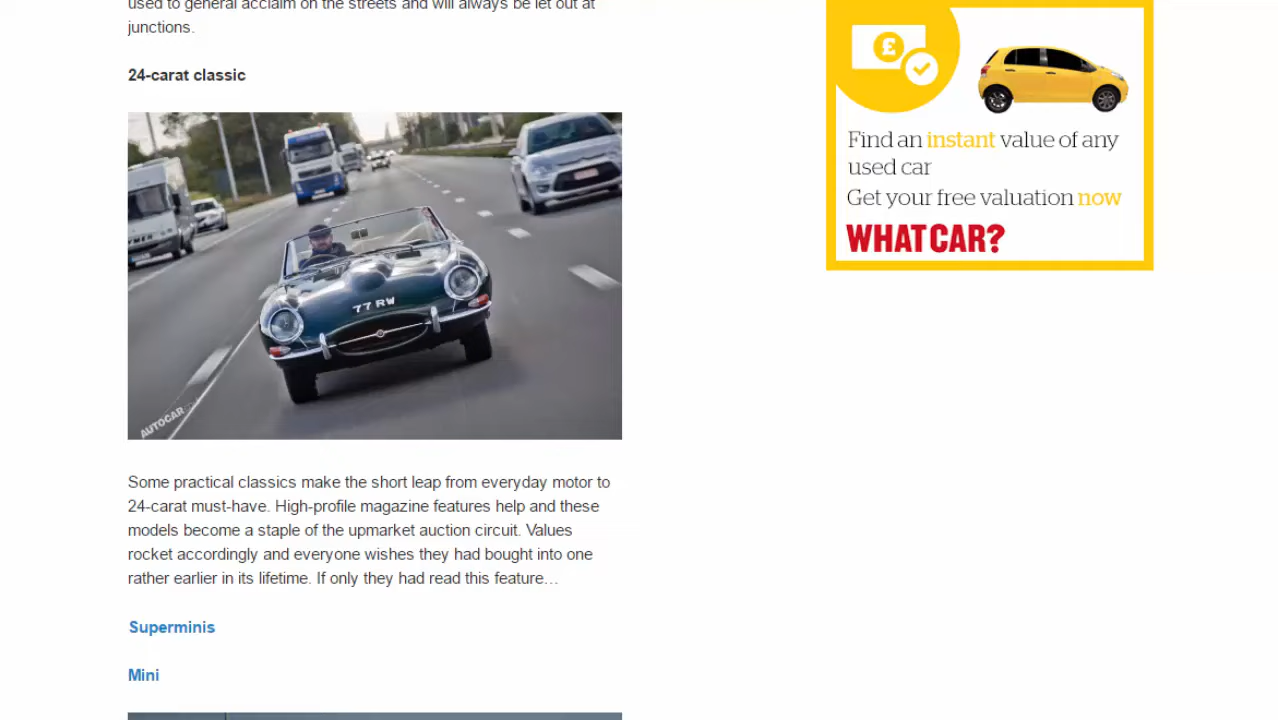 used to general acclaim on the streets and will always be let out at
junctions.
24-carat classic
77 RW
AUTOCAR
Some practical classics make the short leap from everyday motor to
24-carat must-have. High-profile magazine features help and these
models become a staple of the upmarket auction circuit. Values
rocket accordingly and everyone wishes they had bought into one
rather earlier in its lifetime. If only they had read this feature…
Superminis
Mini
£
Find an instant value of any
used car
Get your free valuation now
WHAT CAR?